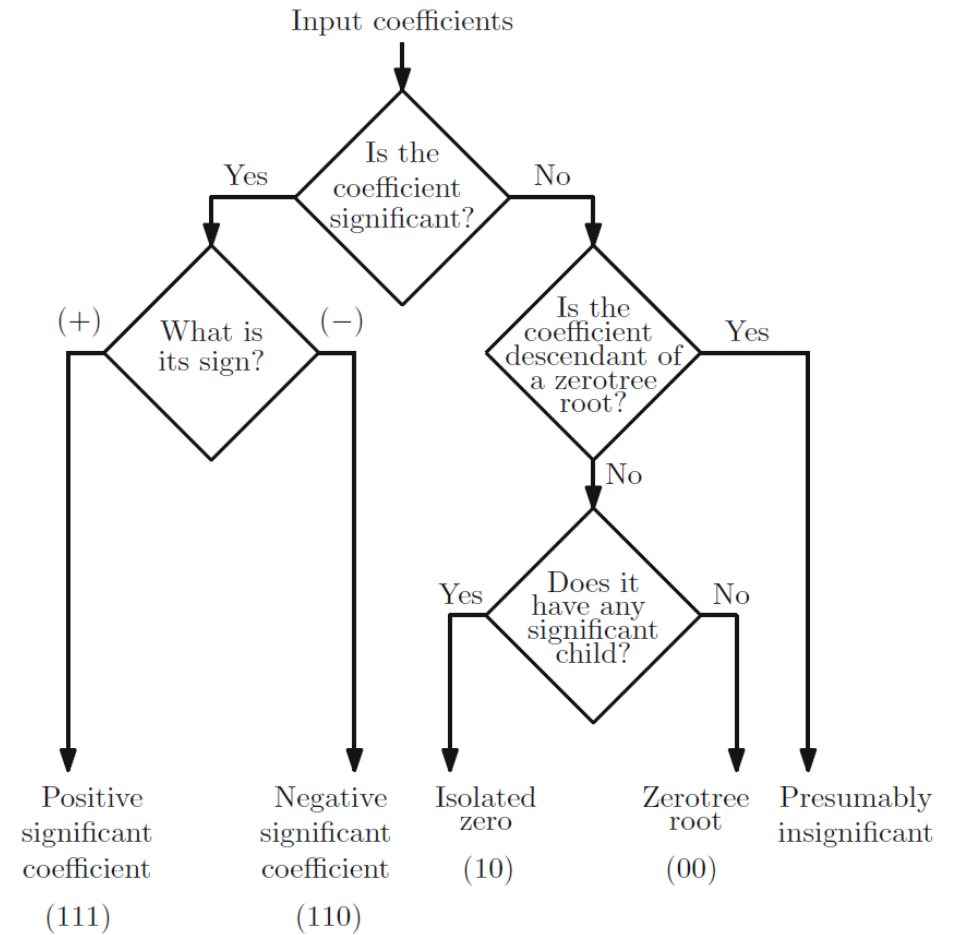 Input coefficients
Is the
coefficient
significant?
Yes
No
What is
its sign?
(+)
(−)
Is the
coefficient
descendant of
a zerotree
root?
Yes
No
Does it
have any
significant
child?
Yes
No
Positive
significant
coefficient
(111)
Negative
significant
coefficient
(110)
Isolated
zero
(10)
Zerotree
root
(00)
Presumably
insignificant